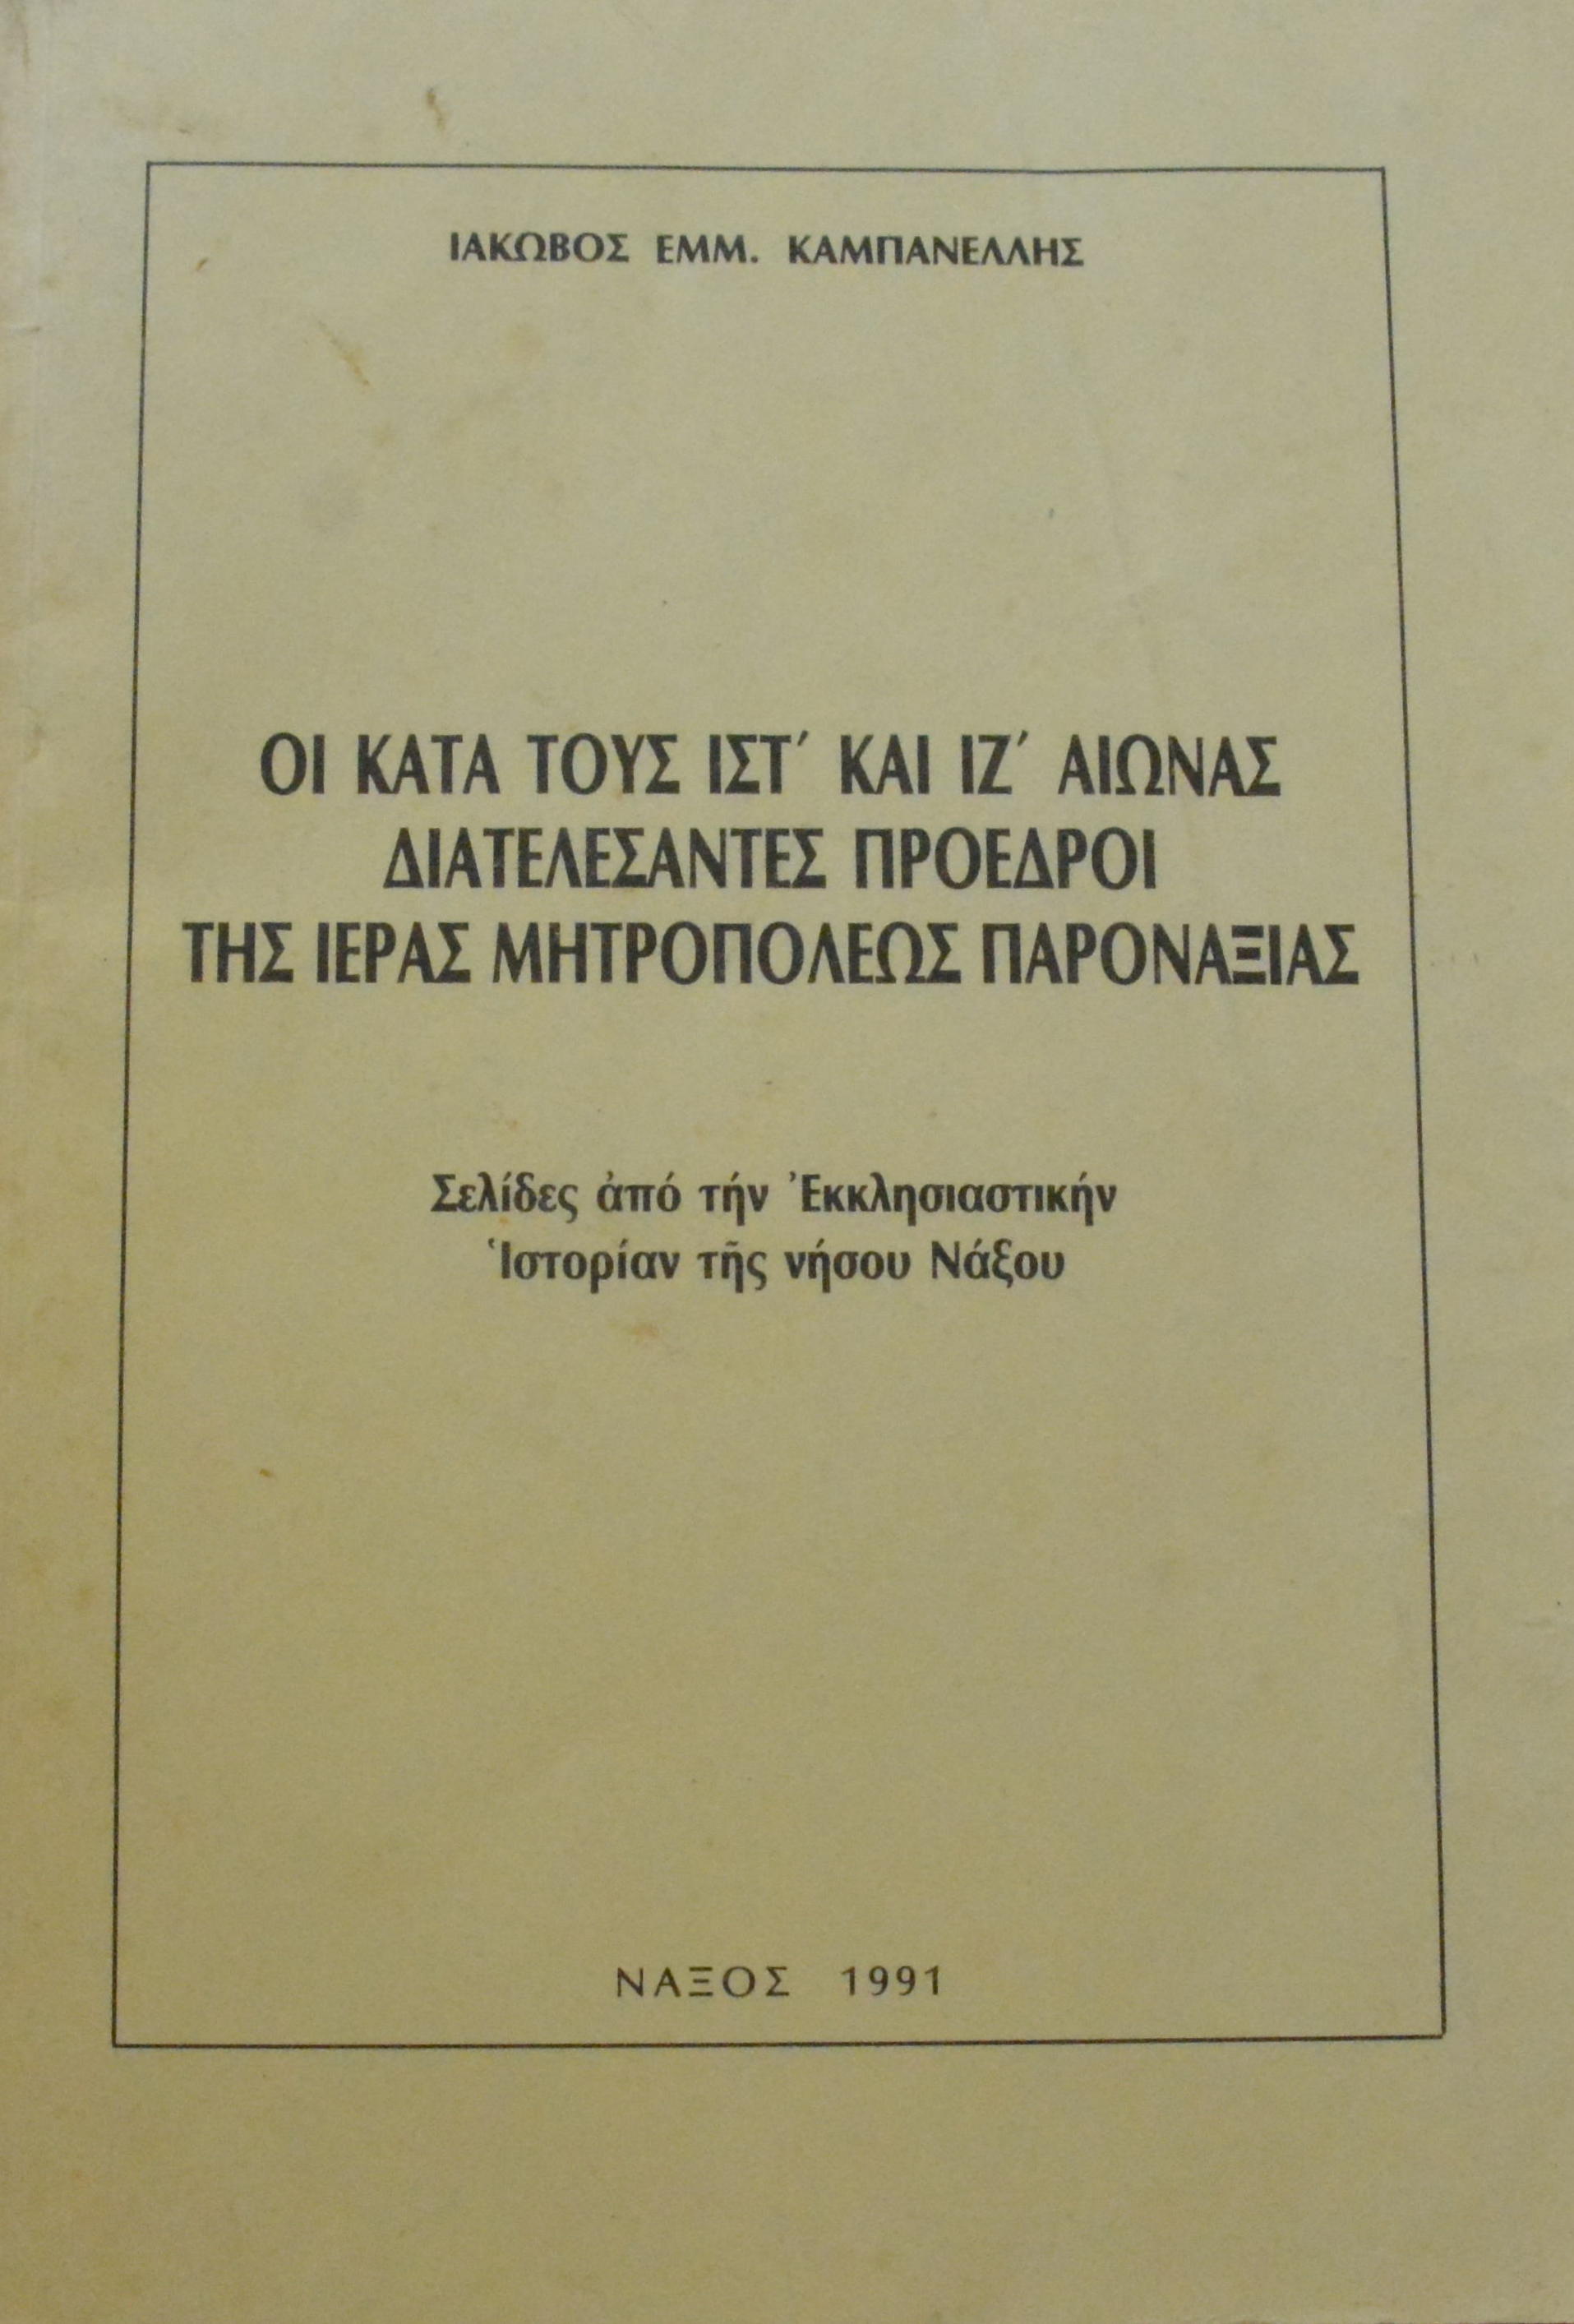 ΙΑΚΩΒΟΣ ΕΜΜ. ΚΑΜΠΑΝΕΛΛΗΣ
ΟΙ ΚΑΤΑ ΤΟΥΣ ΙΣΤ΄ ΚΑΙ ΙΖ΄ ΑΙΩΝΑΣ
ΔΙΑΤΕΛΕΣΑΝΤΕΣ ΠΡΟΕΔΡΟΙ
ΤΗΣ ΙΕΡΑΣ ΜΗΤΡΟΠΟΛΕΩΣ ΠΑΡΟΝΑΞΙΑΣ
Σελίδες ἀπό τήν Ἐκκλησιαστικήν
Ἱστορίαν τῆς νήσου Νάξου
ΝΑΞΟΣ 1991